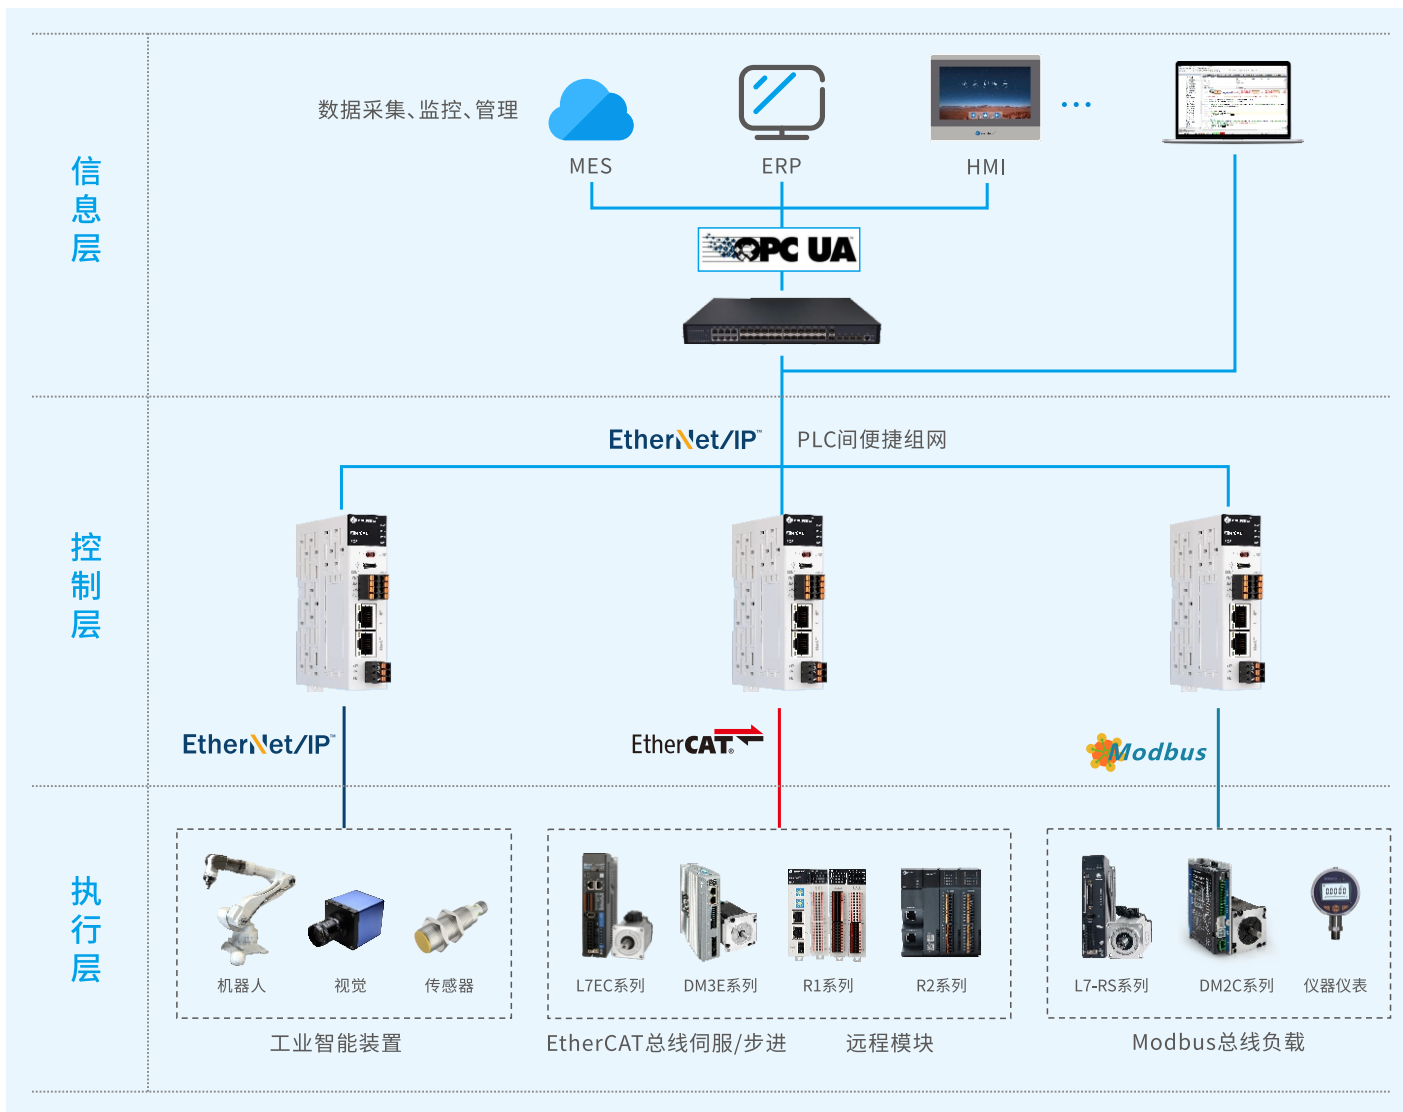 信息层
数据采集、监控、管理
MES
ERP
HMI
...
OPC UA
控制层
EtherNet/IP™
PLC间便捷组网
EtherNet/IP™
EtherCAT®
Modbus
执行层
机器人
视觉
传感器
L7EC系列
DM3E系列
R1系列
R2系列
L7-RS系列
DM2C系列
仪器仪表
工业智能装置
EtherCAT总线伺服/步进
远程模块
Modbus总线负载